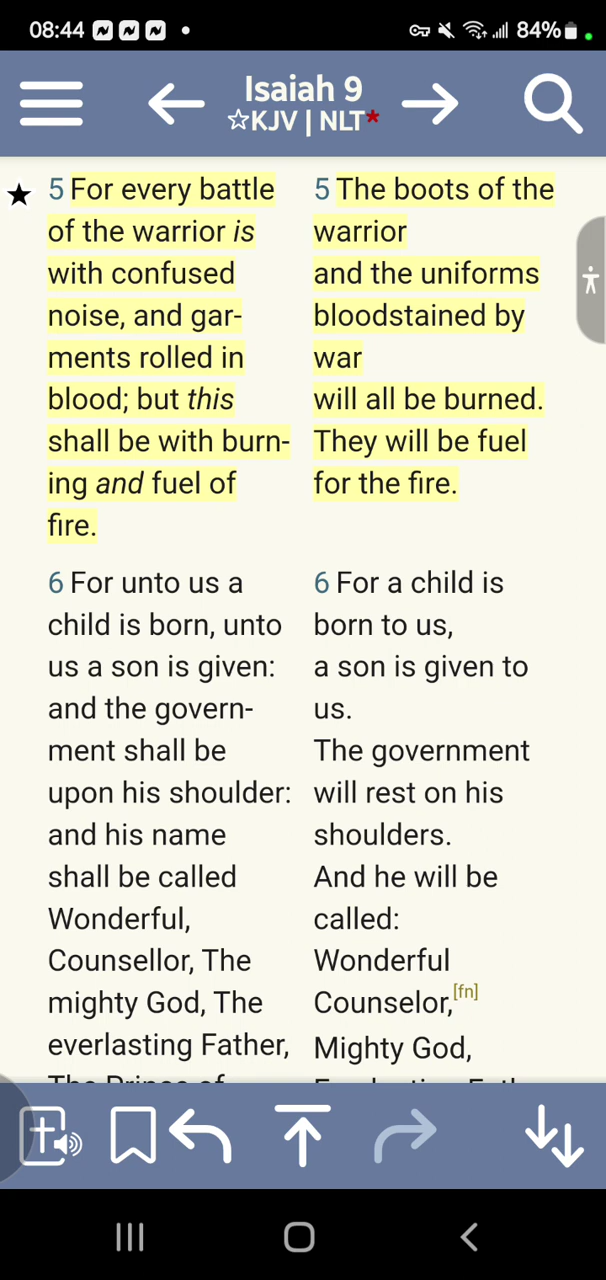 08:44
84%
Isaiah 9
☆KJV | NLT*
5 For every battle
of the warrior is
with confused
noise, and gar-
ments rolled in
blood; but this
shall be with burn-
ing and fuel of
fire.
6 For unto us a
child is born, unto
us a son is given:
and the govern-
ment shall be
upon his shoulder:
and his name
shall be called
Wonderful,
Counsellor, The
mighty God, The
everlasting Father,
The Prince of
5 The boots of the
warrior
and the uniforms
bloodstained by
war
will all be burned.
They will be fuel
for the fire.
6 For a child is
born to us,
a son is given to
us.
The government
will rest on his
shoulders.
And he will be
called:
Wonderful
Counselor,[fn]
Mighty God,